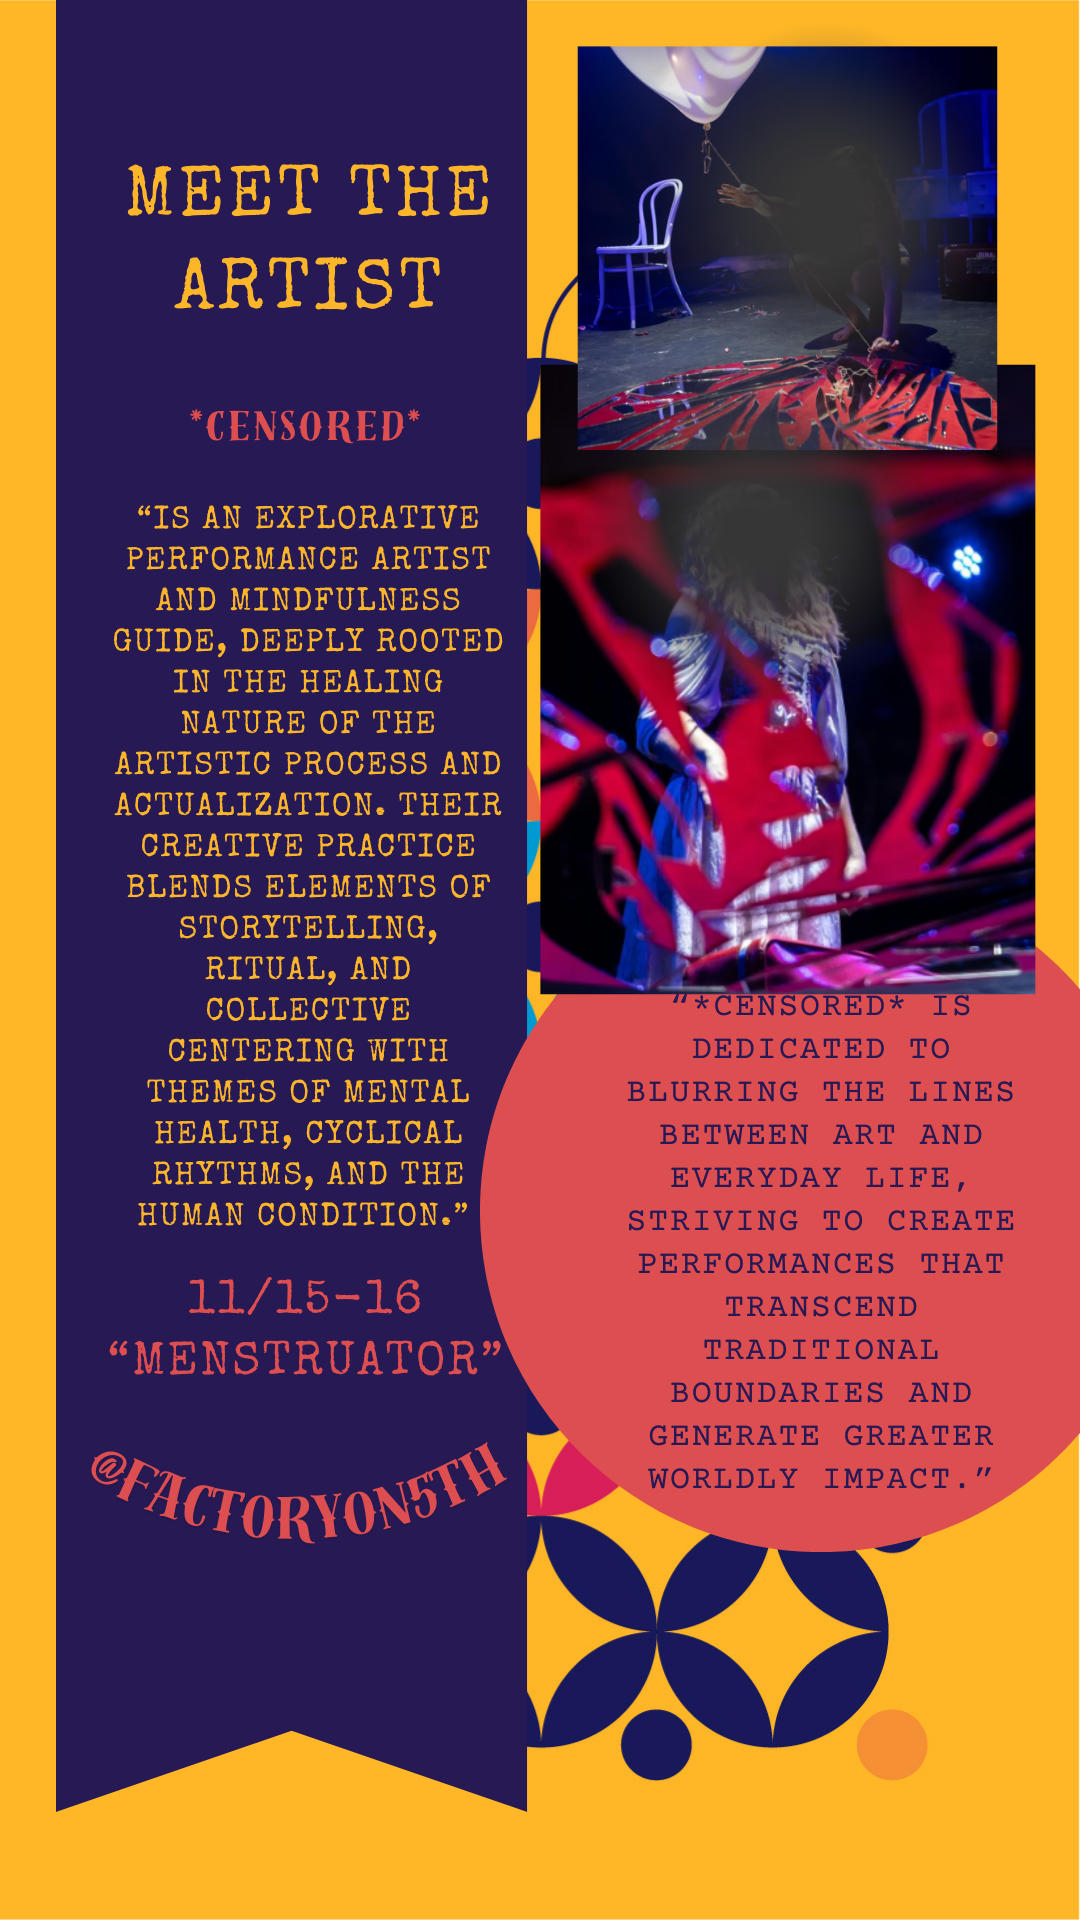 MEET THE
ARTIST
*CENSORED*
“IS AN EXPLORATIVE
PERFORMANCE ARTIST
AND MINDFULNESS
GUIDE, DEEPLY ROOTED
IN THE HEALING
NATURE OF THE
ARTISTIC PROCESS AND
ACTUALIZATION. THEIR
CREATIVE PRACTICE
BLENDS ELEMENTS OF
STORYTELLING,
RITUAL, AND
COLLECTIVE
CENTERING WITH
THEMES OF MENTAL
HEALTH, CYCLICAL
RHYTHMS, AND THE
HUMAN CONDITION.”
11/15-16
“MENSTRUATOR”
@FACTORYON5TH
“*CENSORED* IS
DEDICATED TO
BLURRING THE LINES
BETWEEN ART AND
EVERYDAY LIFE,
STRIVING TO CREATE
PERFORMANCES THAT
TRANSCEND
TRADITIONAL
BOUNDARIES AND
GENERATE GREATER
WORLDLY IMPACT.”